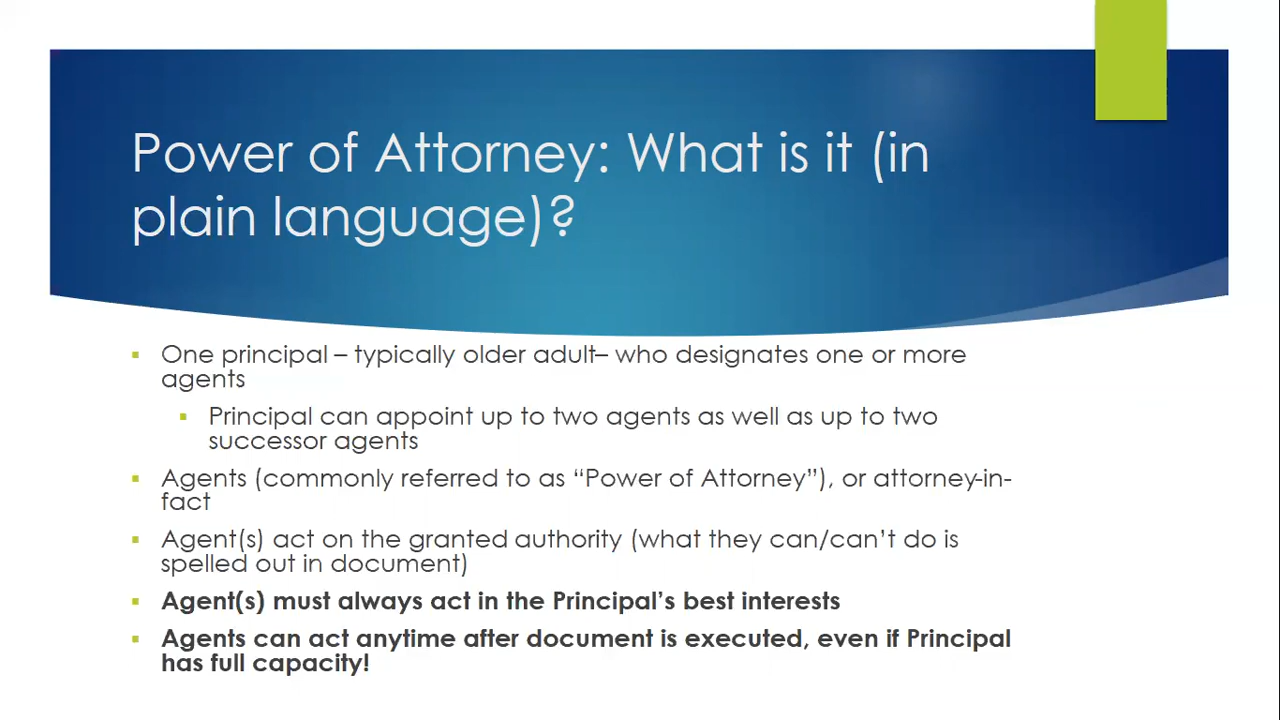 Power of Attorney: What is it (in
plain language)?
▪ One principal – typically older adult– who designates one or more
agents
▪ Principal can appoint up to two agents as well as up to two
successor agents
▪ Agents (commonly referred to as “Power of Attorney”), or attorney-in-
fact
▪ Agent(s) act on the granted authority (what they can/can’t do is
spelled out in document)
▪ Agent(s) must always act in the Principal’s best interests
▪ Agents can act anytime after document is executed, even if Principal
has full capacity!